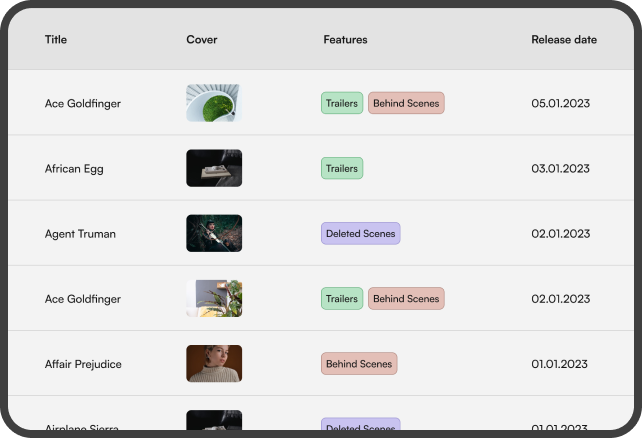 Title Cover Features Release date
Ace Goldfinger Trailers Behind Scenes 05.01.2023
African Egg Trailers 03.01.2023
Agent Truman Deleted Scenes 02.01.2023
Ace Goldfinger Trailers Behind Scenes 02.01.2023
Affair Prejudice Behind Scenes 01.01.2023
Airplane Sierra Deleted Scenes 01.01.2023